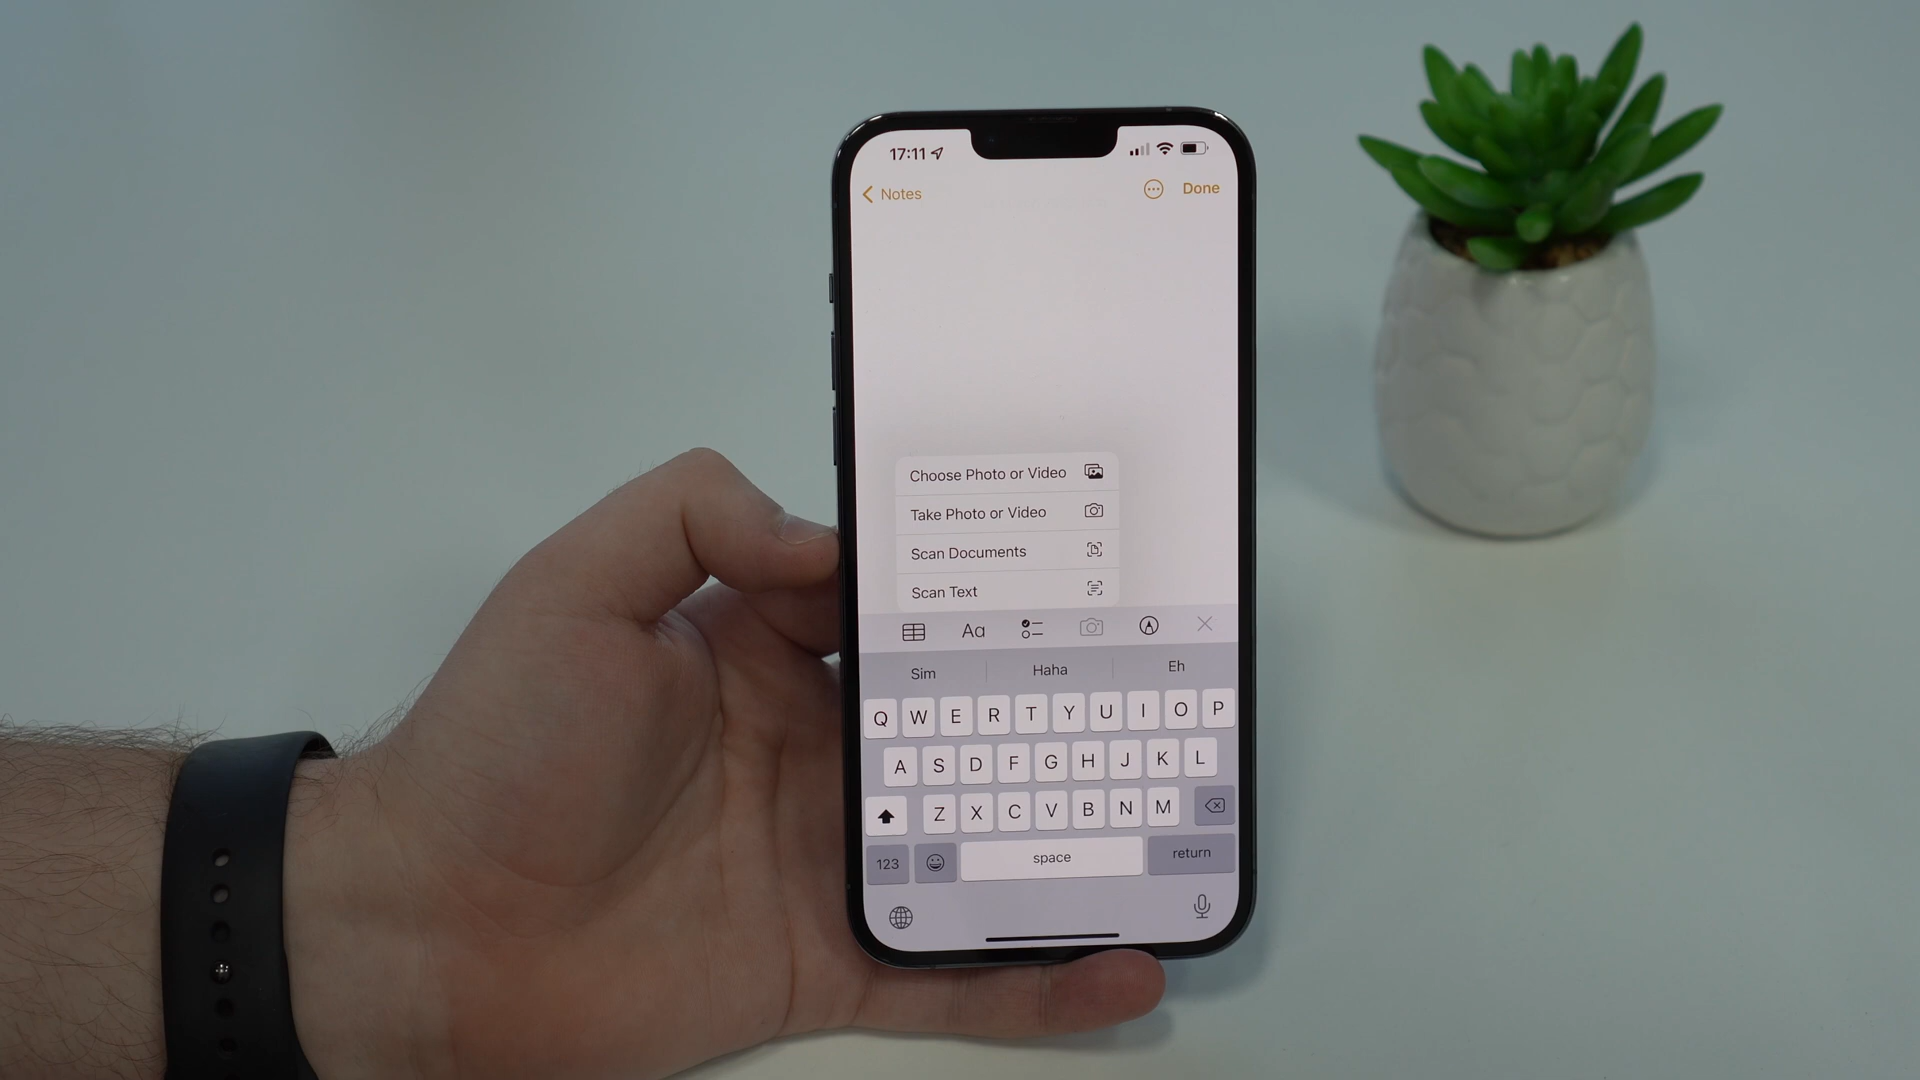 17:11
Notes
Done
Choose Photo or Video
Take Photo or Video
Scan Documents
Scan Text
Aa
Sim Haha Eh
Q W E R T Y U I O P
A S D F G H J K L
Z X C V B N M
123 space return